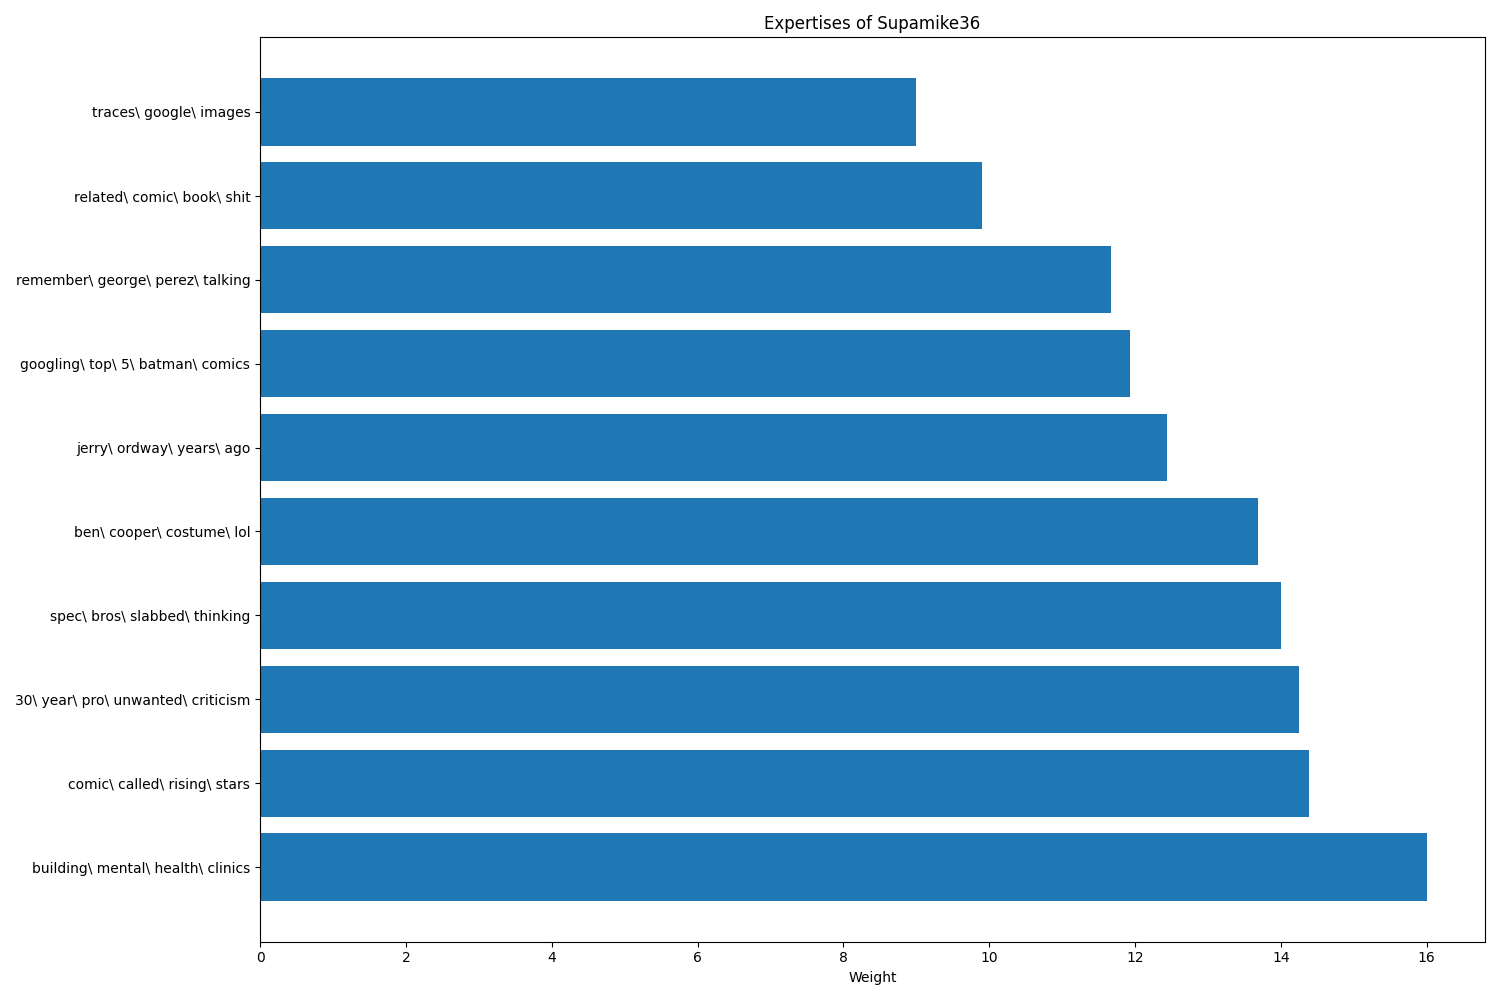 Expertises of Supamike36
traces\ google\ images
related\ comic\ book\ shit
remember\ george\ perez\ talking
googling\ top\ 5\ batman\ comics
jerry\ ordway\ years\ ago
ben\ cooper\ costume\ lol
spec\ bros\ slabbed\ thinking
30\ year\ pro\ unwanted\ criticism
comic\ called\ rising\ stars
building\ mental\ health\ clinics
0 2 4 6 8 10 12 14 16
Weight